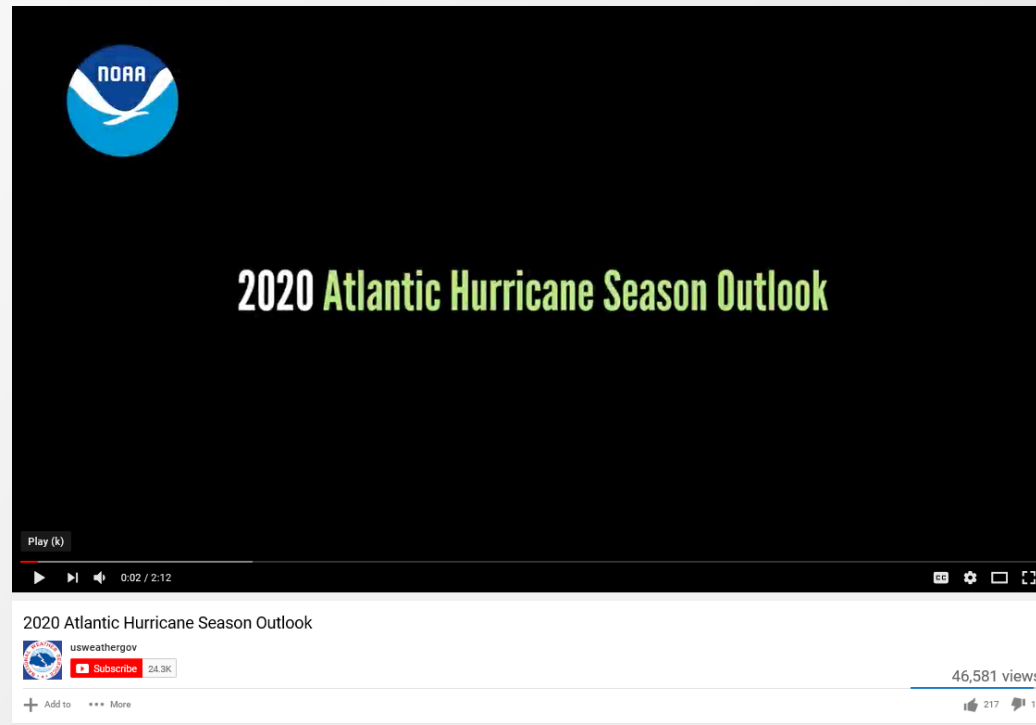 NOAA
2020 Atlantic Hurricane Season Outlook
Play (k)
0:02 / 2:12
CC
2020 Atlantic Hurricane Season Outlook
usweathergov
Subscribe 24.3K
46,581 views
Add to ••• More
217